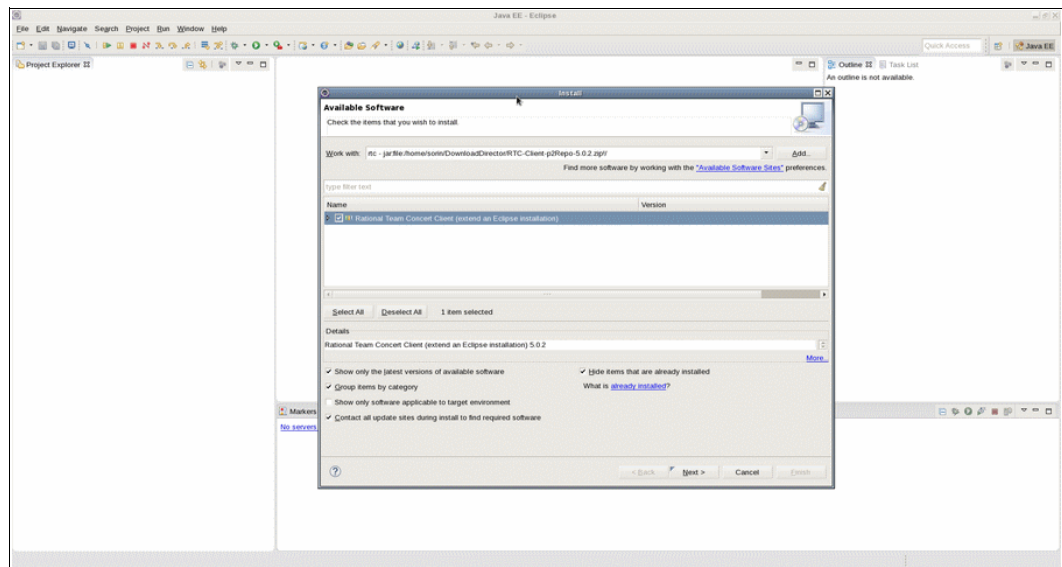 Java EE - Eclipse
File Edit Navigate Search Project Run Window Help
Quick Access
Java EE
Project Explorer
Outline
Task List
An outline is not available.
Install
Available Software
Check the items that you wish to install.
Work with: rtc - jar:file:/home/sorin/DownloadDirector/RTC-Client-p2Repo-5.0.2.zip!/
Add..
Find more software by working with the "Available Software Sites" preferences.
type filter text
Name Version
Rational Team Concert Client (extend an Eclipse installation)
Select All Deselect All 1 item selected
Details
Rational Team Concert Client (extend an Eclipse installation) 5.0.2
More...
Show only the latest versions of available software
Hide items that are already installed
Group items by category
What is already installed?
Show only software applicable to target environment
Contact all update sites during install to find required software
Markers
No servers
< Back Next > Cancel Finish